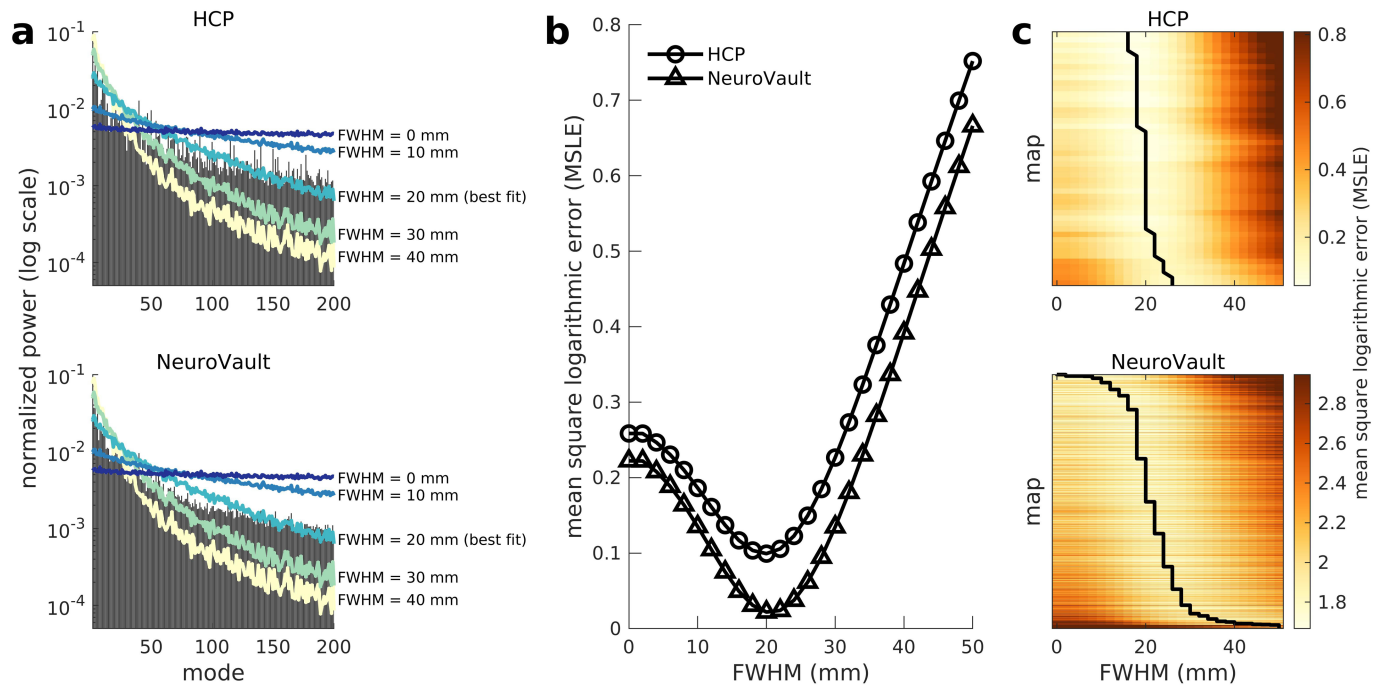 a
HCP
normalized power (log scale)
10⁻¹
10⁻²
10⁻³
10⁻⁴
FWHM = 0 mm
FWHM = 10 mm
FWHM = 20 mm (best fit)
FWHM = 30 mm
FWHM = 40 mm
50
100
150
200
NeuroVault
10⁻¹
10⁻²
10⁻³
10⁻⁴
FWHM = 0 mm
FWHM = 10 mm
FWHM = 20 mm (best fit)
FWHM = 30 mm
FWHM = 40 mm
50
100
150
200
mode
b
mean square logarithmic error (MSLE)
0.8
0.7
0.6
0.5
0.4
0.3
0.2
0.1
0
HCP
NeuroVault
0
10
20
30
40
50
FWHM (mm)
c
HCP
map
0
20
40
0.8
0.6
0.4
0.2
mean square logarithmic error (MSLE)
NeuroVault
map
0
20
40
FWHM (mm)
2.8
2.6
2.4
2.2
2
1.8